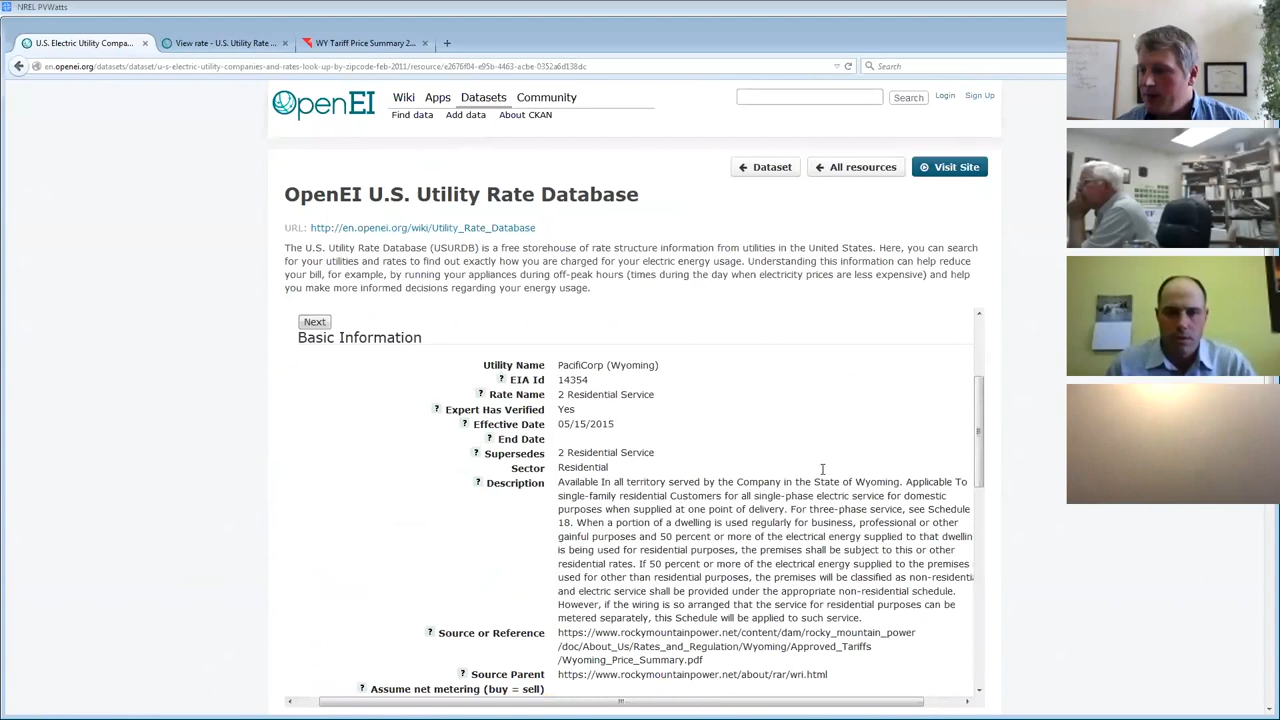 NREL PVWatts
U.S. Electric Utility Compa...
View rate - U.S. Utility Rate ...
WY Tariff Price Summary 2...
en.openei.org/datasets/dataset/u-s-electric-utility-companies-and-rates-look-up-by-zipcode-feb-2011/resource/e2676f04-e95b-4463-acbe-0352a6d138dc
Search
OpenEI
Wiki Apps Datasets Community
Find data Add data About CKAN
Search
Login Sign Up
Dataset
All resources
Visit Site
OpenEI U.S. Utility Rate Database
URL: http://en.openei.org/wiki/Utility_Rate_Database
The U.S. Utility Rate Database (USURDB) is a free storehouse of rate structure information from utilities in the United States. Here, you can search
for your utilities and rates to find out exactly how you are charged for your electric energy usage. Understanding this information can help reduce
your bill, for example, by running your appliances during off-peak hours (times during the day when electricity prices are less expensive) and help
you make more informed decisions regarding your energy usage.
Next
Basic Information
Utility Name PacifiCorp (Wyoming)
? EIA Id 14354
? Rate Name 2 Residential Service
? Expert Has Verified Yes
? Effective Date 05/15/2015
? End Date
? Supersedes 2 Residential Service
Sector Residential
? Description Available In all territory served by the Company in the State of Wyoming. Applicable To
single-family residential Customers for all single-phase electric service for domestic
purposes when supplied at one point of delivery. For three-phase service, see Schedule
18. When a portion of a dwelling is used regularly for business, professional or other
gainful purposes and 50 percent or more of the electrical energy supplied to that dwellin
is being used for residential purposes, the premises shall be subject to this or other
residential rates. If 50 percent or more of the electrical energy supplied to the premises
used for other than residential purposes, the premises will be classified as non-residentia
and electric service shall be provided under the appropriate non-residential schedule.
However, if the wiring is so arranged that the service for residential purposes can be
metered separately, this Schedule will be applied to such service.
? Source or Reference https://www.rockymountainpower.net/content/dam/rocky_mountain_power
/doc/About_Us/Rates_and_Regulation/Wyoming/Approved_Tariffs
/Wyoming_Price_Summary.pdf
? Source Parent https://www.rockymountainpower.net/about/rar/wri.html
? Assume net metering (buy = sell)